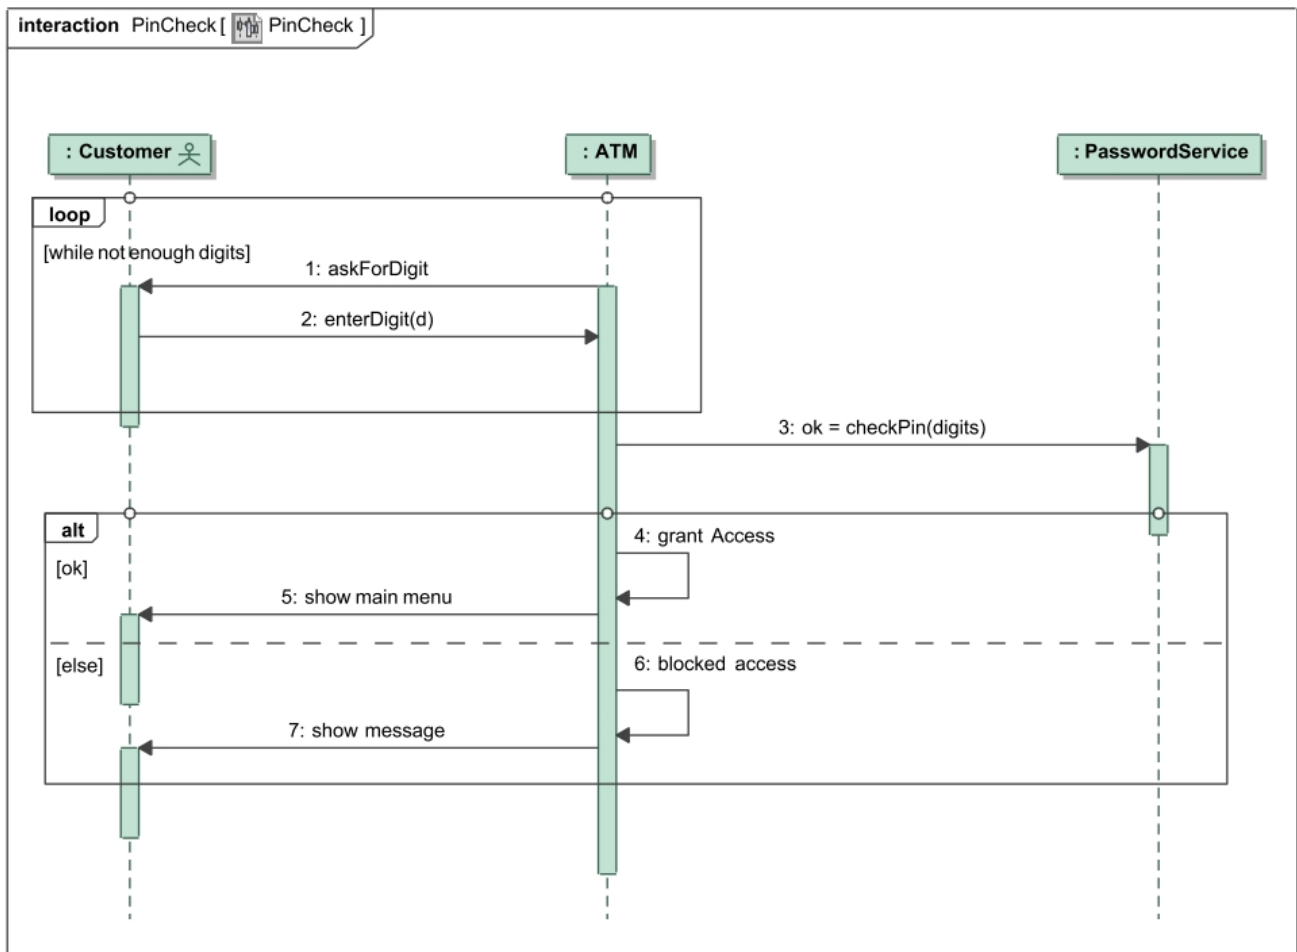 interaction PinCheck [ PinCheck ]
: Customer
: ATM
: PasswordService
loop
[while not enough digits]
1: askForDigit
2: enterDigit(d)
3: ok = checkPin(digits)
alt
4: grant Access
[ok]
5: show main menu
[else]
6: blocked access
7: show message